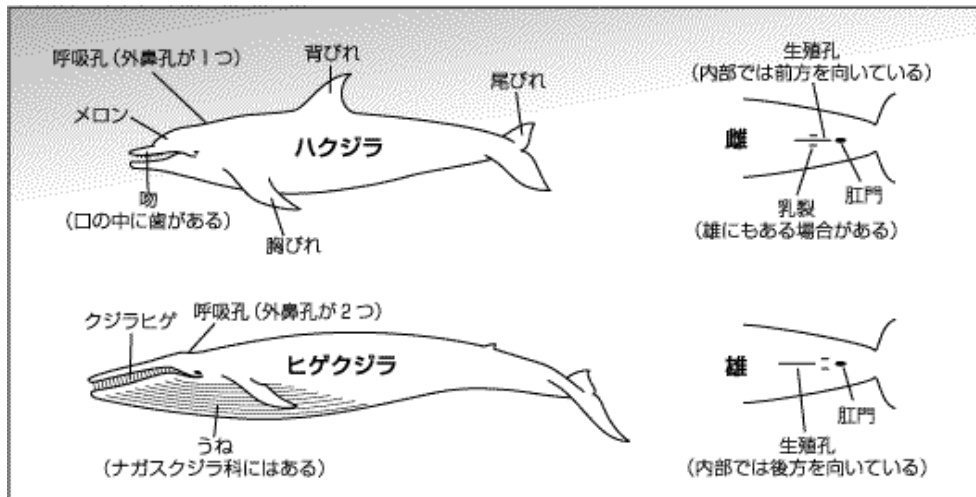 呼吸孔（外鼻孔が１つ）
背びれ
尾びれ
メロン
ハクジラ
吻
（口の中に歯がある）
胸びれ
生殖孔
（内部では前方を向いている）
雌
肛門
乳裂
（雄にもある場合がある）
クジラヒゲ
呼吸孔（外鼻孔が２つ）
ヒゲクジラ
うね
（ナガスクジラ科にはある）
雄
肛門
生殖孔
（内部では後方を向いている）